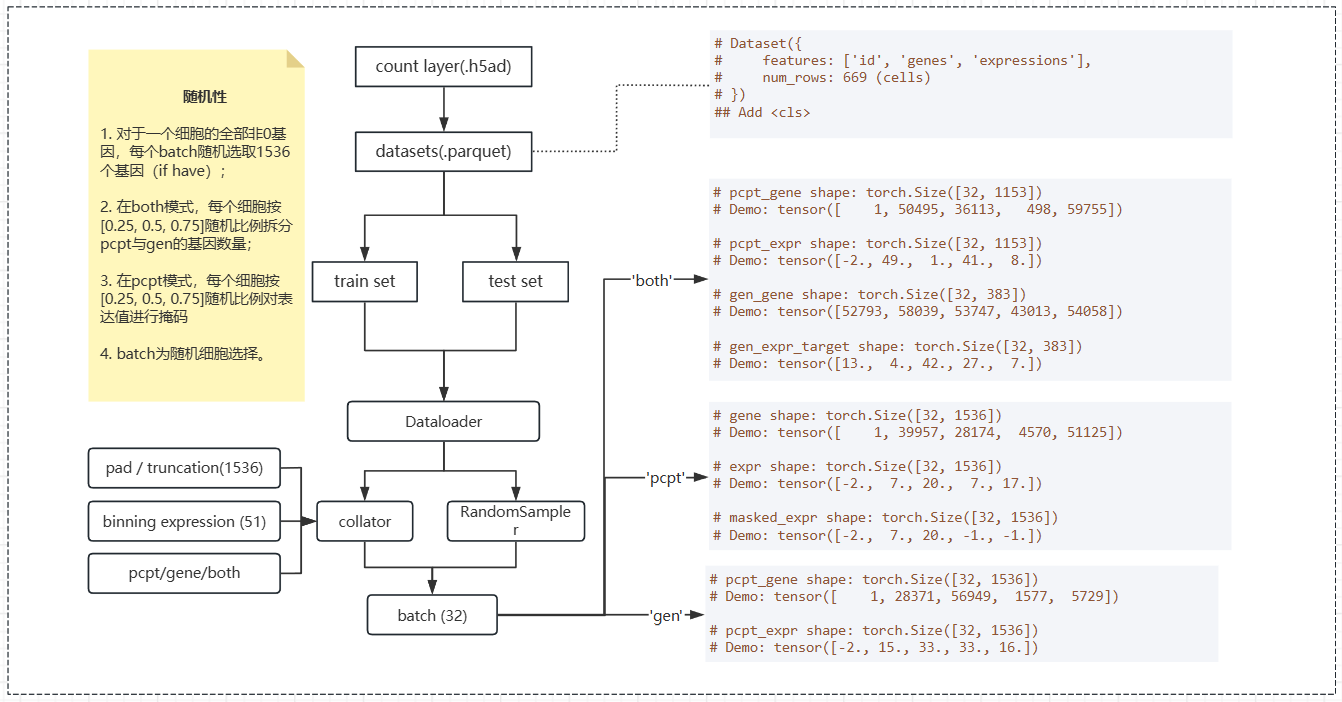 随机性
1. 对于一个细胞的全部非0基
因，每个batch随机选取1536
个基因（if have）;
2. 在both模式，每个细胞按
[0.25, 0.5, 0.75]随机比例拆分
pcpt与gen的基因数量;
3. 在pcpt模式，每个细胞按
[0.25, 0.5, 0.75]随机比例对表
达值进行掩码
4. batch为随机细胞选择。
count layer(.h5ad)
datasets(.parquet)
train set
test set
Dataloader
pad / truncation(1536)
binning expression (51)
pcpt/gene/both
collator
RandomSample
r
batch (32)
'both'
'pcpt'
'gen'
# Dataset({
#     features: ['id', 'genes', 'expressions'],
#     num_rows: 669 (cells)
# })
## Add <cls>
# pcpt_gene shape: torch.Size([32, 1153])
# Demo: tensor([    1, 50495, 36113,   498, 59755])
# pcpt_expr shape: torch.Size([32, 1153])
# Demo: tensor([-2., 49.,  1., 41.,  8.])
# gen_gene shape: torch.Size([32, 383])
# Demo: tensor([52793, 58039, 53747, 43013, 54058])
# gen_expr_target shape: torch.Size([32, 383])
# Demo: tensor([13.,  4., 42., 27.,  7.])
# gene shape: torch.Size([32, 1536])
# Demo: tensor([    1, 39957, 28174,  4570, 51125])
# expr shape: torch.Size([32, 1536])
# Demo: tensor([-2.,  7., 20.,  7., 17.])
# masked_expr shape: torch.Size([32, 1536])
# Demo: tensor([-2.,  7., 20., -1., -1.])
# pcpt_gene shape: torch.Size([32, 1536])
# Demo: tensor([    1, 28371, 56949,  1577,  5729])
# pcpt_expr shape: torch.Size([32, 1536])
# Demo: tensor([-2., 15., 33., 33., 16.])